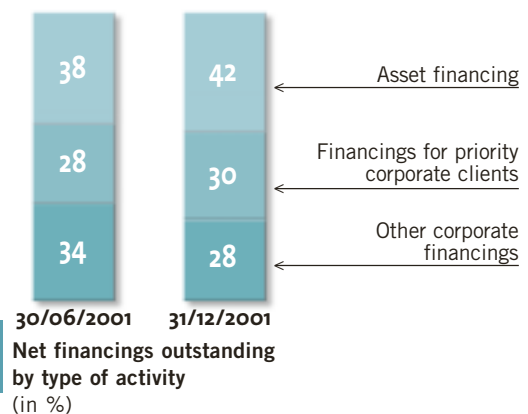 38
42
Asset financing
28
30
Financings for priority
corporate clients
34
28
Other corporate
financings
30/06/2001
31/12/2001
Net financings outstanding
by type of activity
(in %)